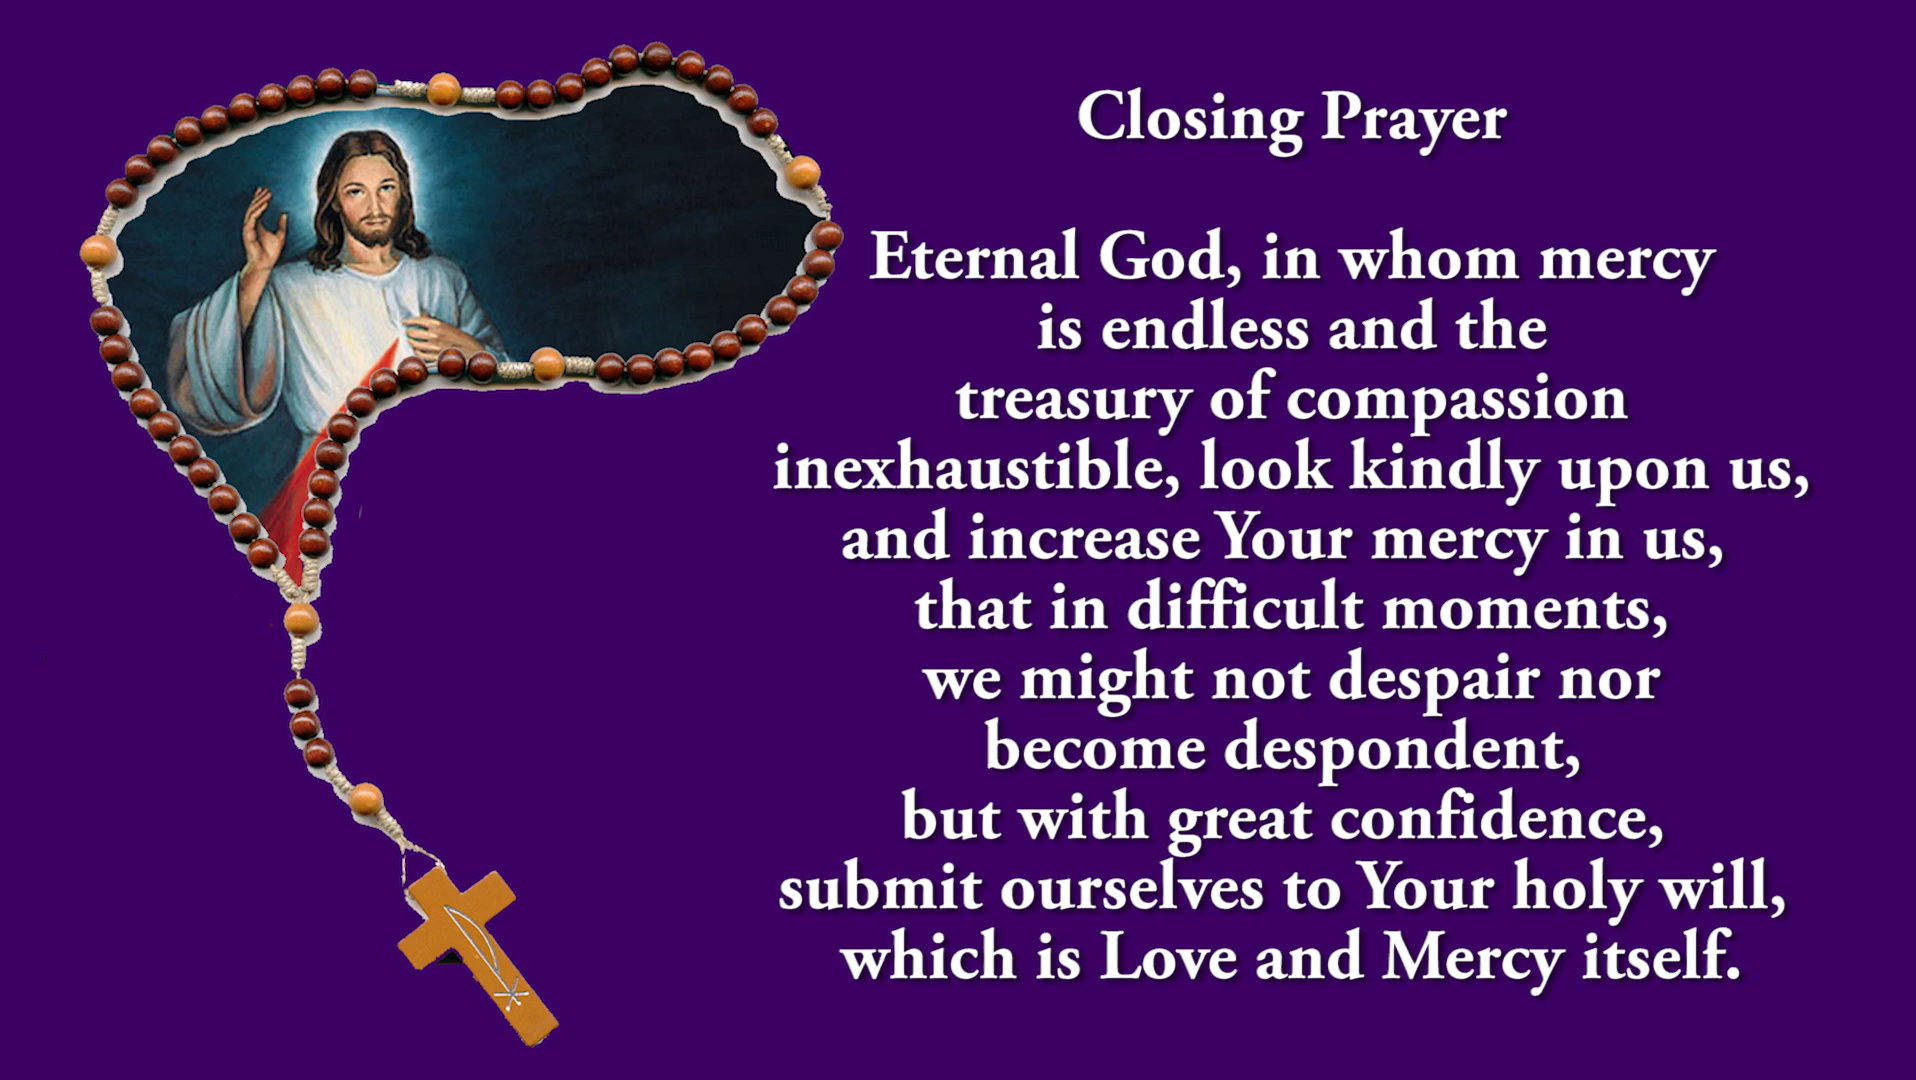 Closing Prayer
Eternal God, in whom mercy
is endless and the
treasury of compassion
inexhaustible, look kindly upon us,
and increase Your mercy in us,
that in difficult moments,
we might not despair nor
become despondent,
but with great confidence,
submit ourselves to Your holy will,
which is Love and Mercy itself.